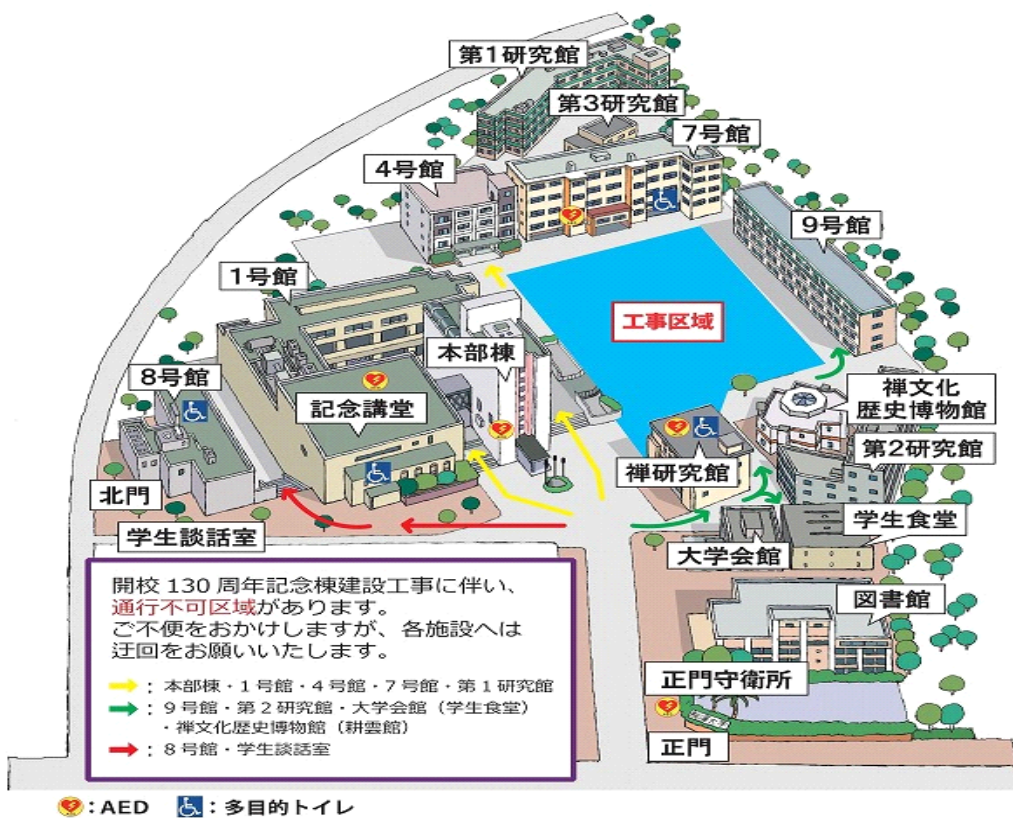 第1研究館
第3研究館
7号館
4号館
9号館
1号館
工事区域
本部棟
8号館
記念講堂
禅文化
歴史博物館
第2研究館
禅研究館
北門
学生談話室
学生食堂
大学会館
図書館
正門守衛所
正門
開校 130 周年記念棟建設工事に伴い、
通行不可区域があります。
ご不便をおかけしますが、各施設へは
迂回をお願いいたします。
：本部棟・1号館・4号館・7号館・第1研究館
：9号館・第2研究館・大学会館（学生食堂）
・禅文化歴史博物館（耕雲館）
：8号館・学生談話室
：AED　：多目的トイレ